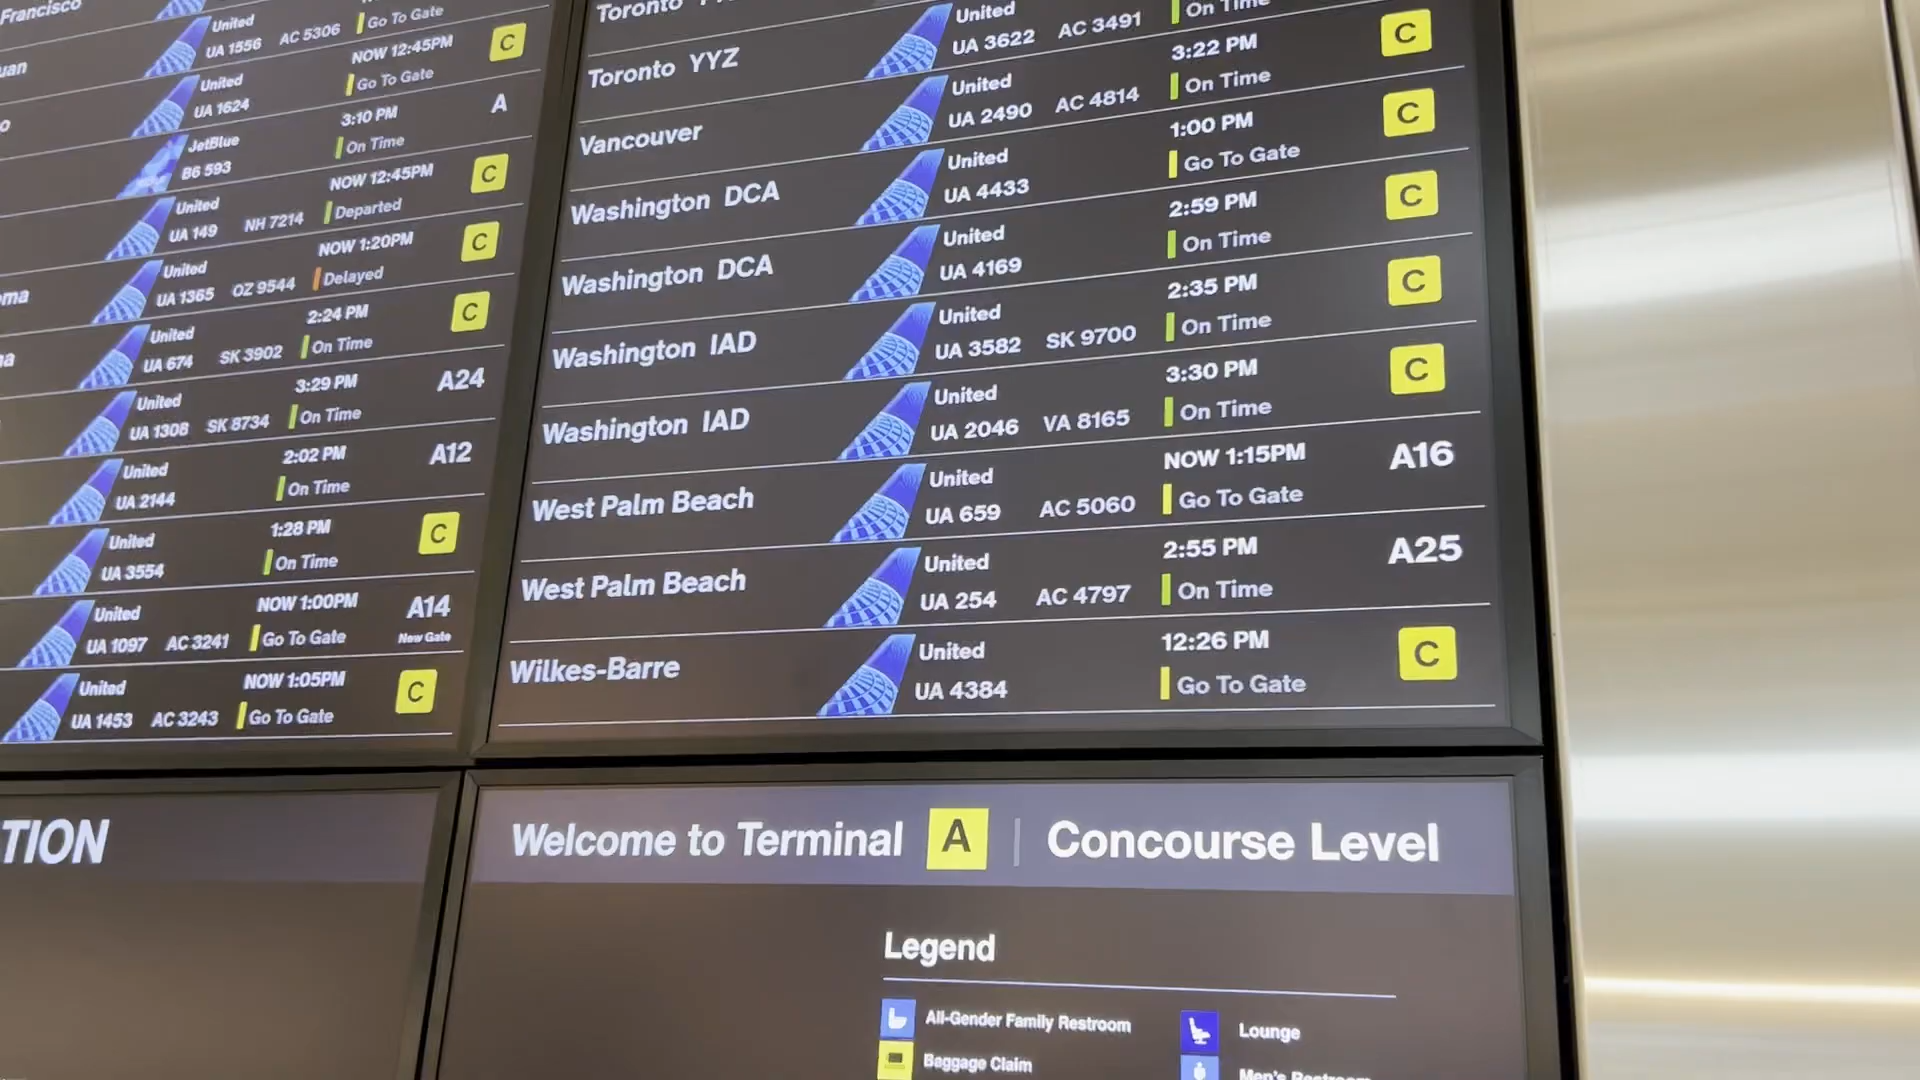 Francisco
United
UA 1556 AC 5306 Go To Gate
uan
United
UA 1624
NOW 12:45PM
Go To Gate
C
o
JetBlue
B6 593
3:10 PM
On Time
A
United
UA 149 NH 7214
NOW 12:45PM
Departed
C
ma
United
UA 1365 OZ 9544
NOW 1:20PM
Delayed
C
a
United
UA 674 SK 3902
2:24 PM
On Time
C
United
UA 1308 SK 8734
3:29 PM
On Time
A24
United
UA 2144
2:02 PM
On Time
A12
United
UA 3554
1:28 PM
On Time
C
United
UA 1097 AC 3241
NOW 1:00PM
Go To Gate
A14
New Gate
United
UA 1453 AC 3243
NOW 1:05PM
Go To Gate
C
Toronto
On Time
Toronto YYZ
United
UA 3622 AC 3491
3:22 PM
On Time
C
Vancouver
United
UA 2490 AC 4814
1:00 PM
Go To Gate
C
Washington DCA
United
UA 4433
2:59 PM
On Time
C
Washington DCA
United
UA 4169
2:35 PM
On Time
C
Washington IAD
United
UA 3582 SK 9700
3:30 PM
On Time
C
Washington IAD
United
UA 2046 VA 8165
NOW 1:15PM
Go To Gate
A16
West Palm Beach
United
UA 659 AC 5060
2:55 PM
On Time
A25
West Palm Beach
United
UA 254 AC 4797
12:26 PM
Go To Gate
C
Wilkes-Barre
United
UA 4384
TION
Welcome to Terminal A | Concourse Level
Legend
All-Gender Family Restroom
Lounge
Baggage Claim
Men's Restroom